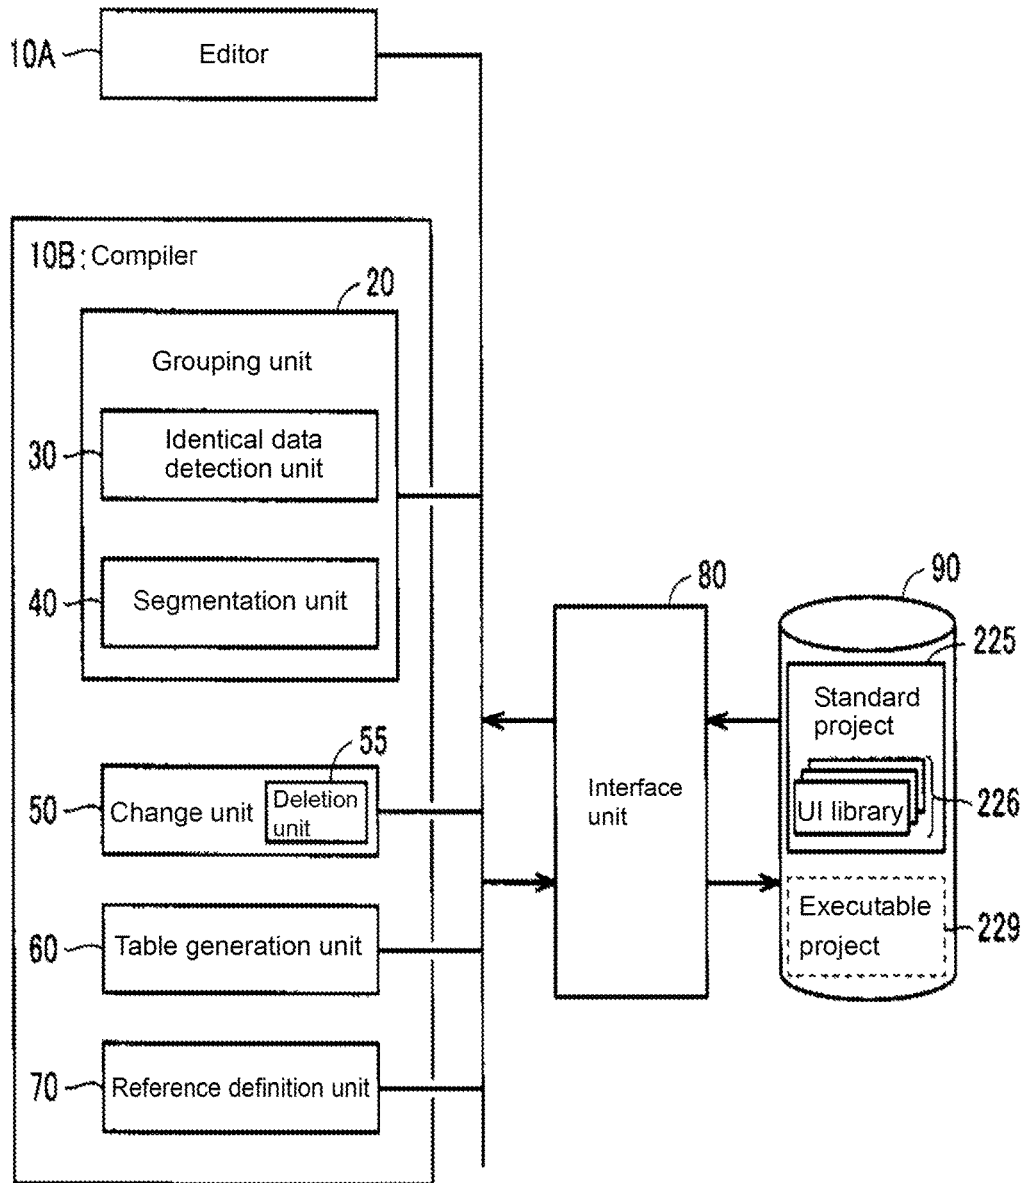 10A
Editor
10B: Compiler
20
Grouping unit
30
Identical data
detection unit
40
Segmentation unit
80
90
225
Standard
project
55
50
Change unit
Deletion
unit
Interface
unit
UI library
226
60
Table generation unit
Executable
project
229
70
Reference definition unit